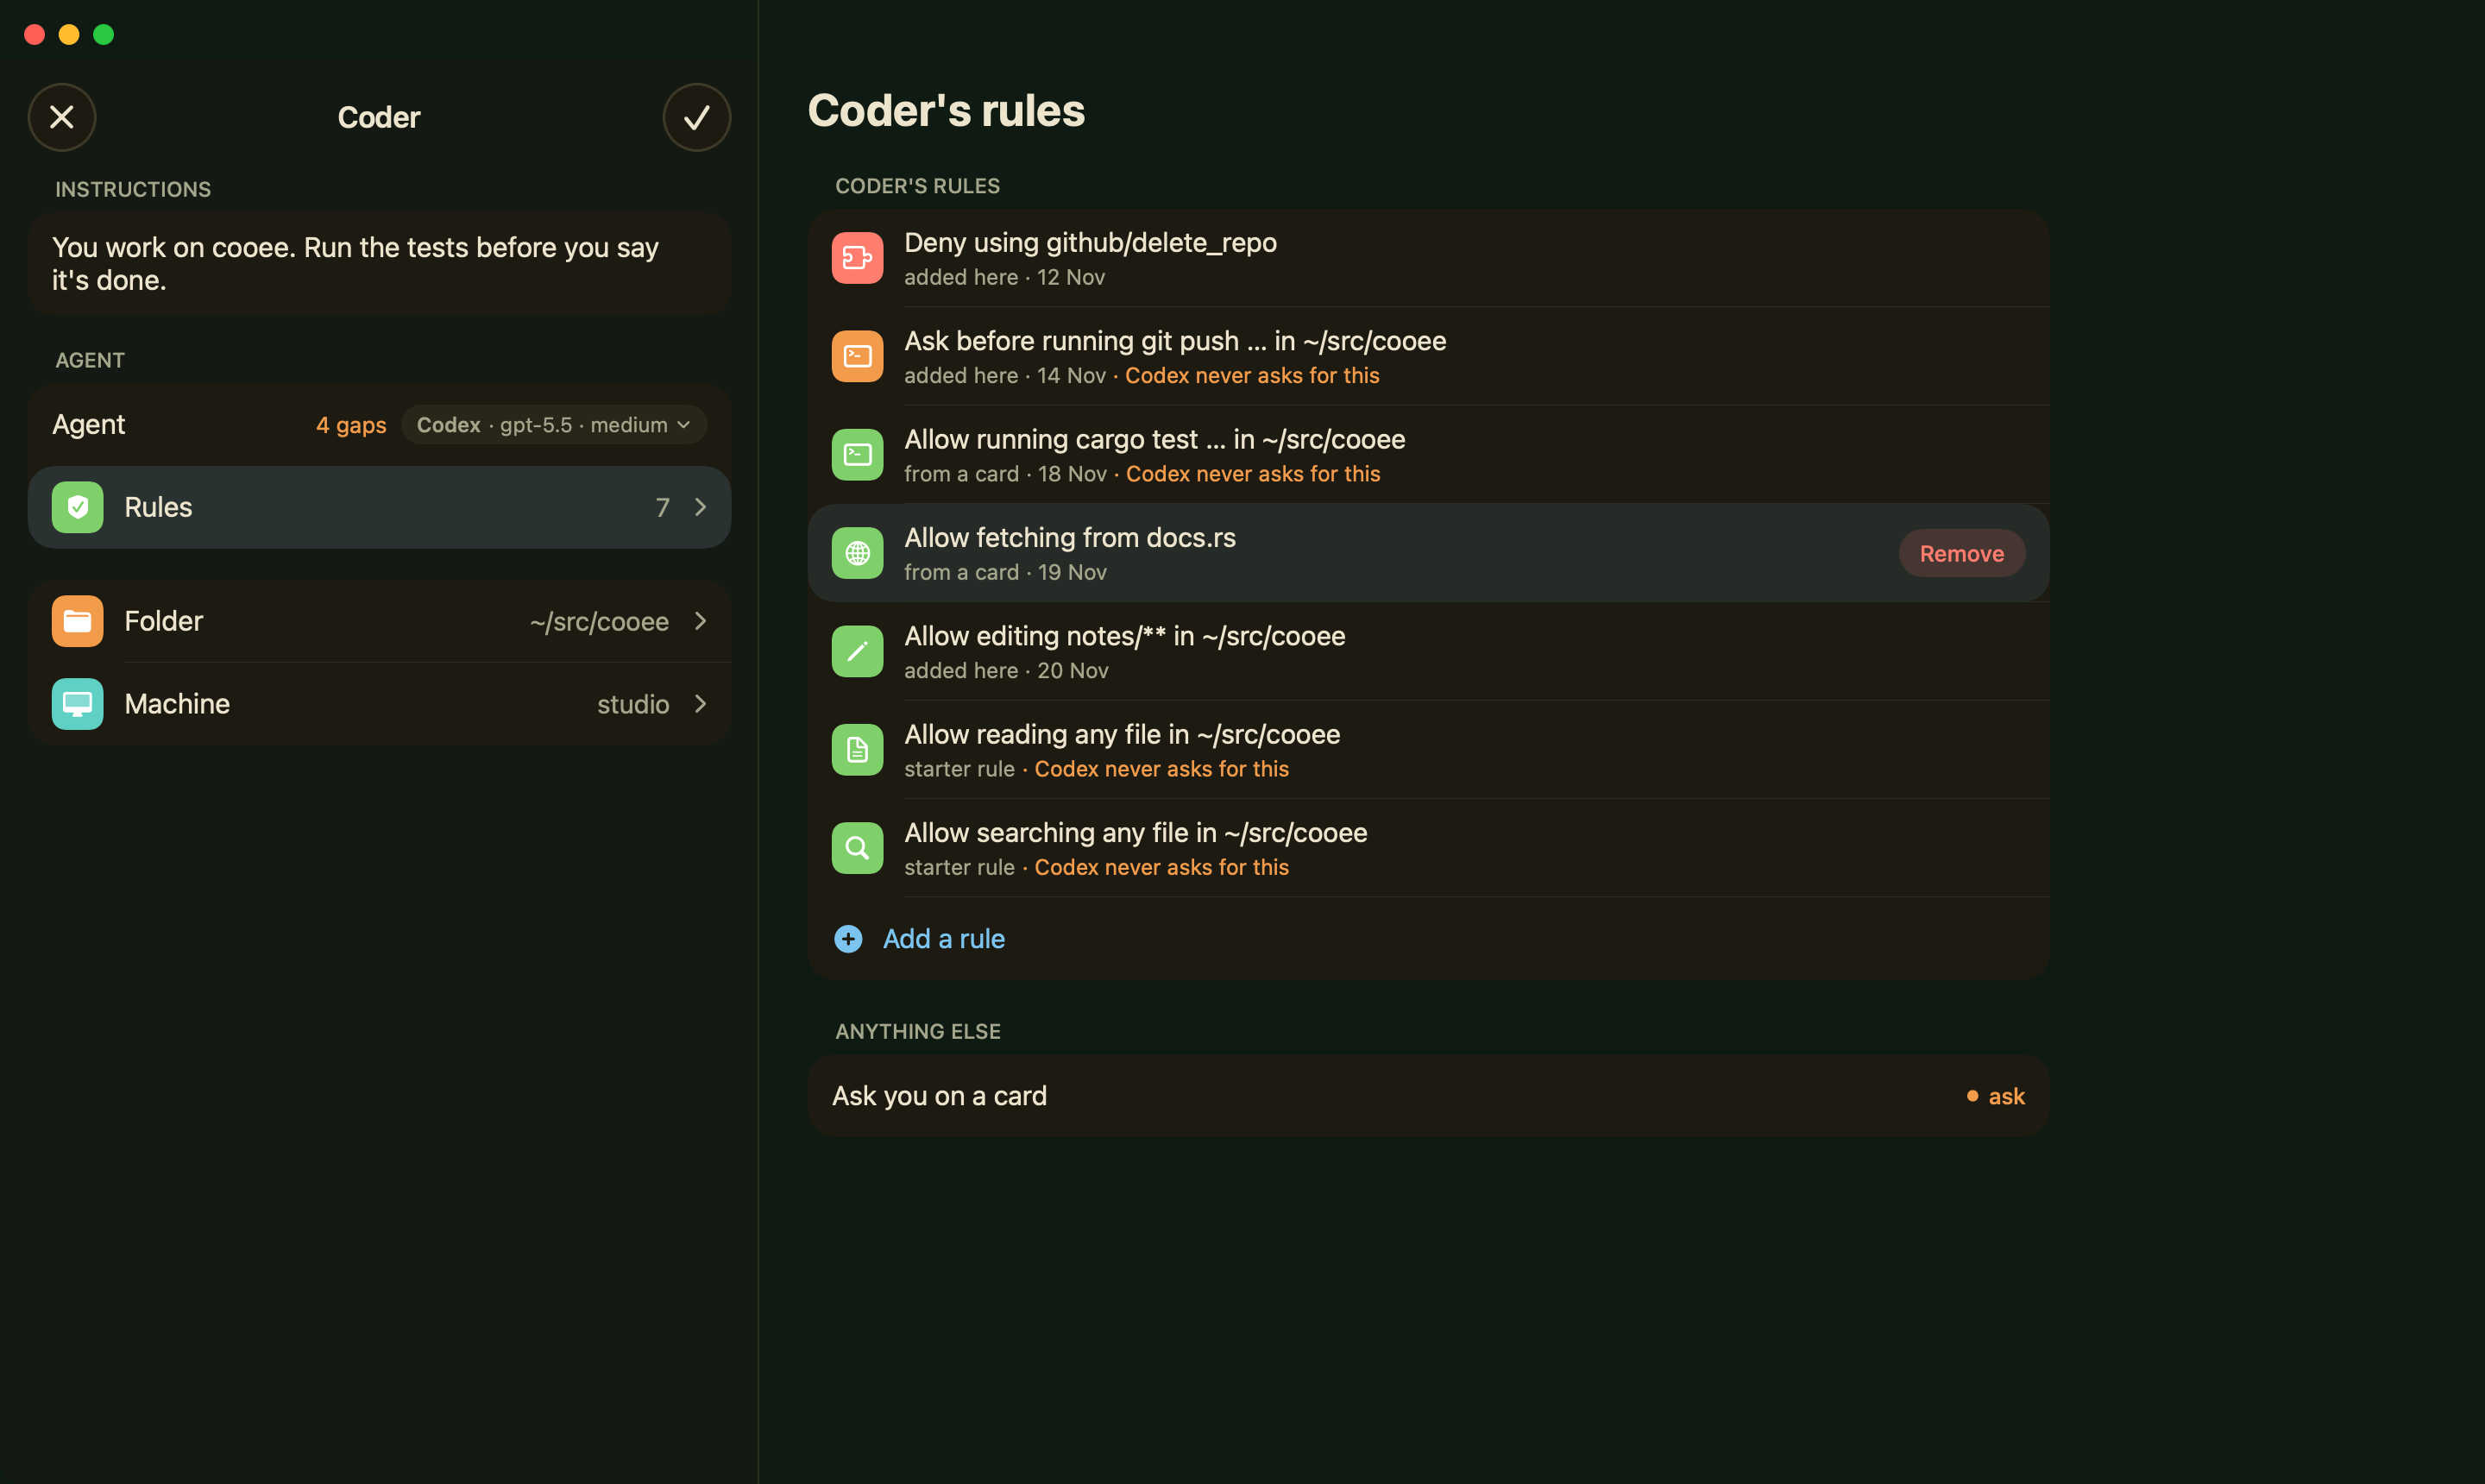 Coder
INSTRUCTIONS
You work on cooee. Run the tests before you say
it's done.
AGENT
Agent
4 gaps
Codex · gpt-5.5 · medium
Rules
7
Folder
~/src/cooee
Machine
studio
Coder's rules
CODER'S RULES
Deny using github/delete_repo
added here · 12 Nov
Ask before running git push ... in ~/src/cooee
added here · 14 Nov · Codex never asks for this
Allow running cargo test ... in ~/src/cooee
from a card · 18 Nov · Codex never asks for this
Allow fetching from docs.rs
from a card · 19 Nov
Remove
Allow editing notes/** in ~/src/cooee
added here · 20 Nov
Allow reading any file in ~/src/cooee
starter rule · Codex never asks for this
Allow searching any file in ~/src/cooee
starter rule · Codex never asks for this
Add a rule
ANYTHING ELSE
Ask you on a card
ask